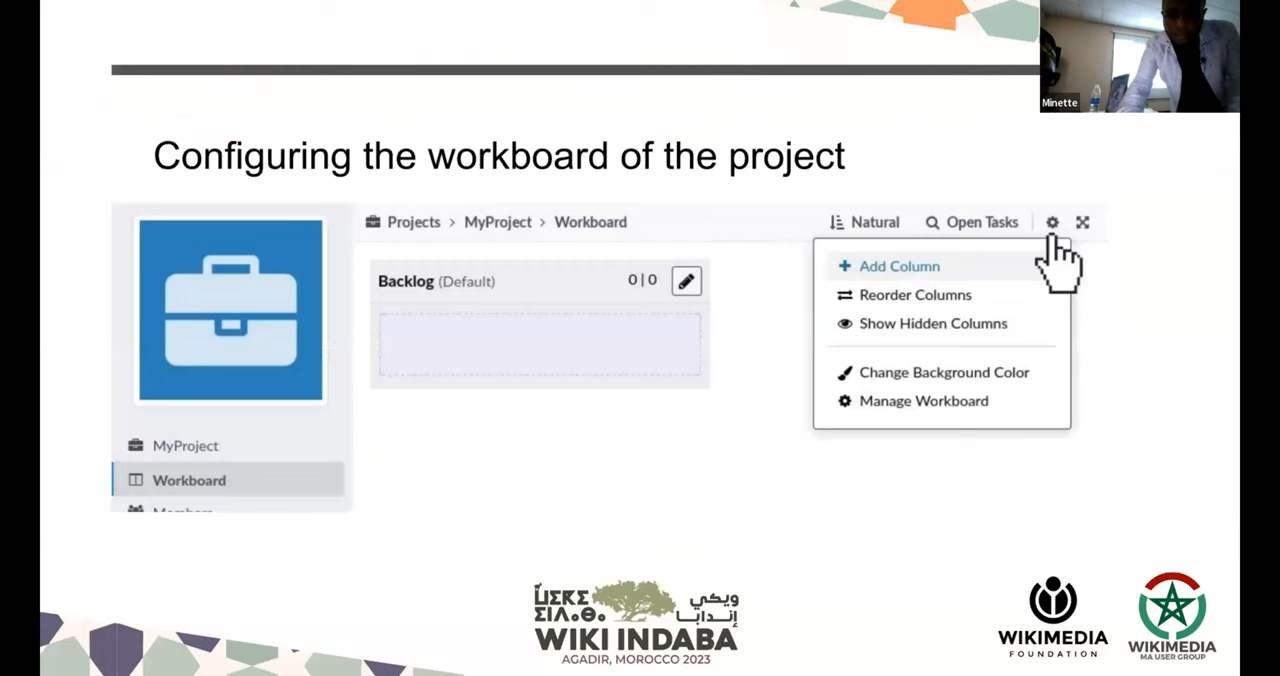 Minette
Configuring the workboard of the project
Projects > MyProject > Workboard
Natural
Open Tasks
Backlog (Default)
0|0
Add Column
Reorder Columns
Show Hidden Columns
Change Background Color
Manage Workboard
MyProject
Workboard
Members
ويكي
إندابا
WIKI INDABA
AGADIR, MOROCCO 2023
WIKIMEDIA
FOUNDATION
WIKIMEDIA
MA USER GROUP